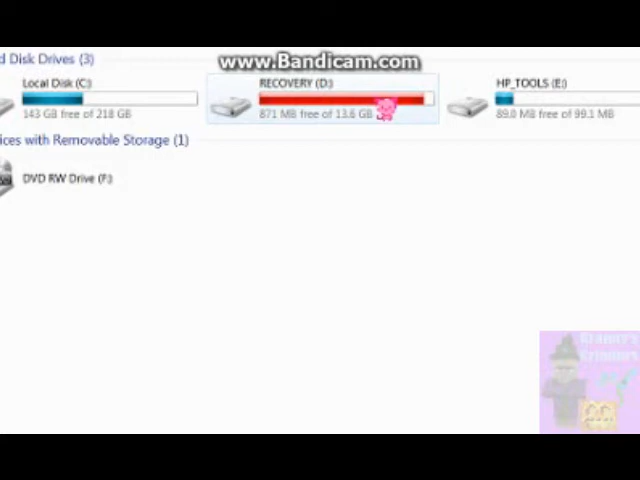 www.Bandicam.com
d Disk Drives (3)
Local Disk (C:)
143 GB free of 218 GB
RECOVERY (D:)
871 MB free of 13.6 GB
HP_TOOLS (E:)
89.0 MB free of 99.1 MB
ices with Removable Storage (1)
DVD RW Drive (F:)